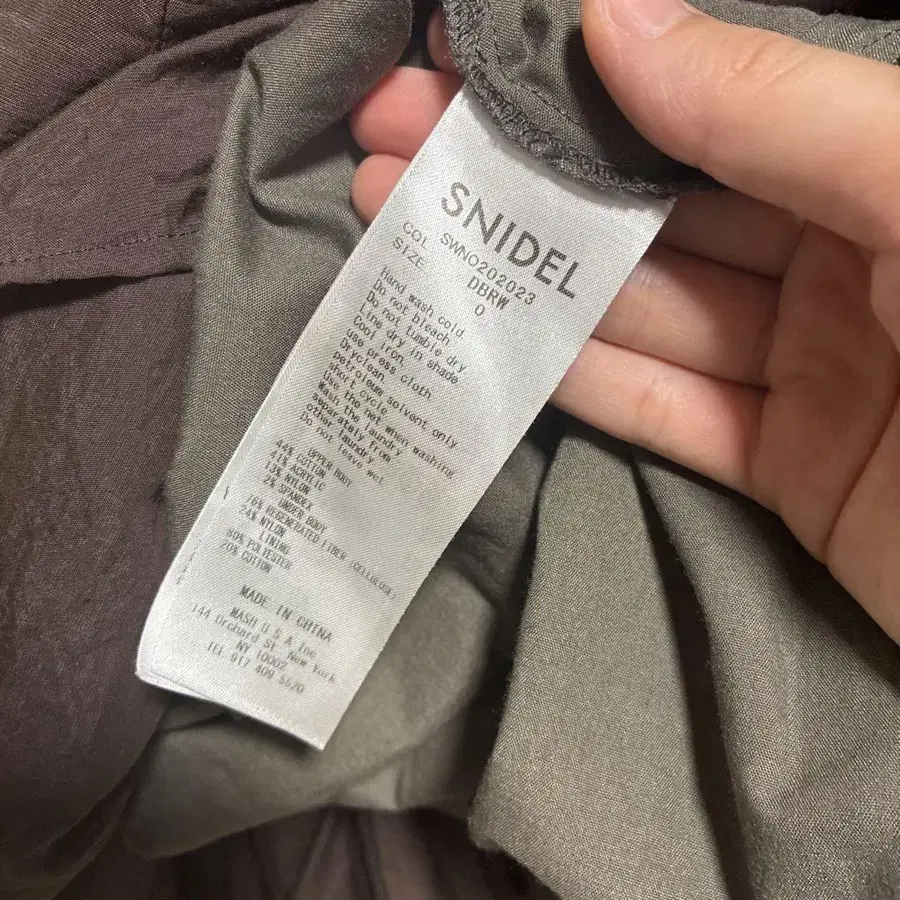 SNIDEL
SWNO202023
COL DBRW
SIZE 0
hand wash cold
Do not bleach
Do not tumble dry
Line dry in shade
Cool iron.
use press cloth
Dryclean.
petroleum solvent only
short cycle
Use the net when washing
Wash the laundry
separately from
other laundry
Do not leave wet
UPPER BODY
44% COTTON
41% ACRYLIC
13% NYLON
2% SPANDEX
UNDER BODY
76% REGENERATED LIBER (CELLULOSE)
24% NYLON
LINING
80% POLYESTER
20% COTTON
MADE IN CHINA
MASH U S A Inc
144 Orchard St. New York
NY 10002
TEL 917 409 5520